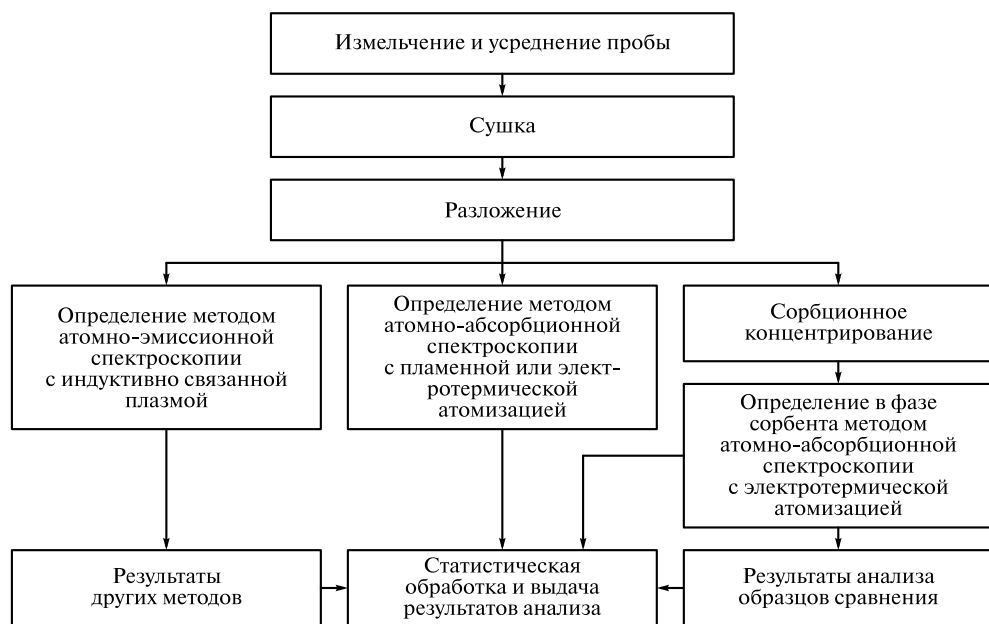 Измельчение и усреднение пробы
Сушка
Разложение
Определение методом
атомно-эмиссионной
спектроскопии
с индуктивно связанной
плазмой
Определение методом
атомно-абсорбционной
спектроскопии
с пламенной или элект-
ротермической
атомизацией
Сорбционное
концентрирование
Определение в фазе
сорбента методом
атомно-абсорбционной
спектроскопии
с электротермической
атомизацией
Результаты
других методов
Статистическая
обработка и выдача
результатов анализа
Результаты анализа
образцов сравнения